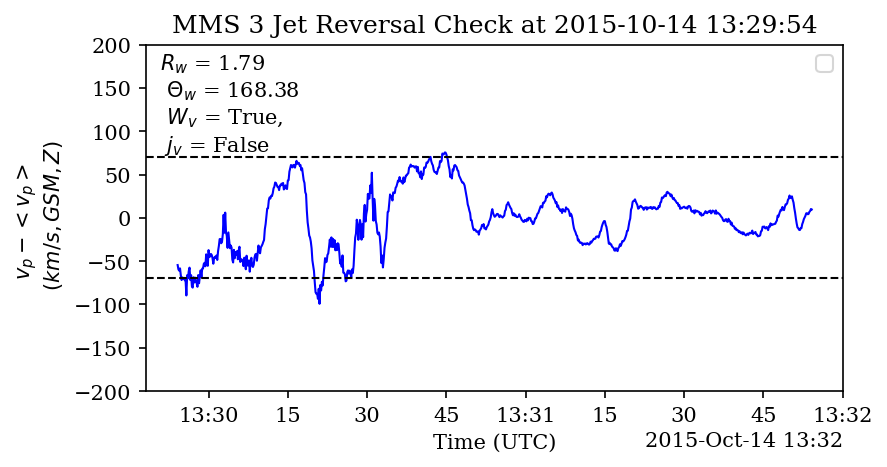 MMS 3 Jet Reversal Check at 2015-10-14 13:29:54
R_w = 1.79
Θ_w = 168.38
W_v = True,
j_v = False
v_p − < v_p >
(km/s, GSM, Z)
200
150
100
50
0
−50
−100
−150
−200
13:30 15 30 45 13:31 15 30 45 13:32
Time (UTC)
2015-Oct-14 13:32